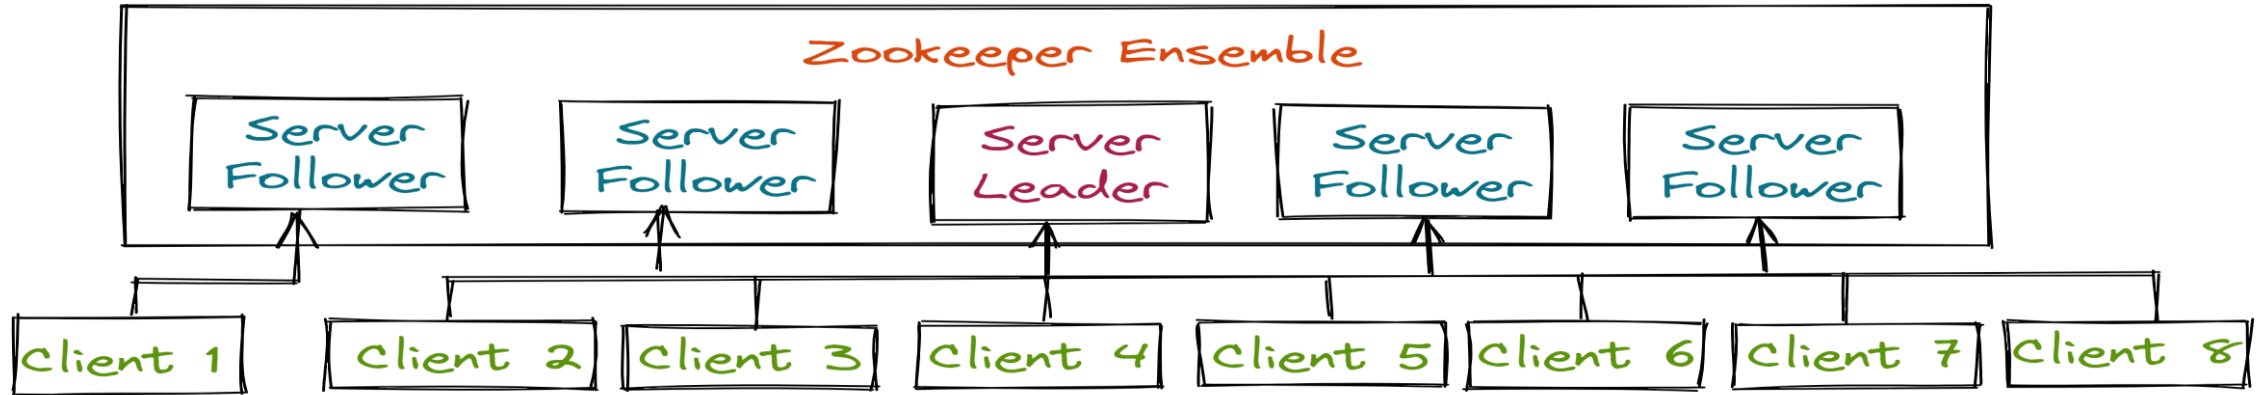 Zookeeper Ensemble
Server
Follower
Server
Follower
Server
Leader
Server
Follower
Server
Follower
Client 1
Client 2
Client 3
Client 4
Client 5
Client 6
Client 7
Client 8